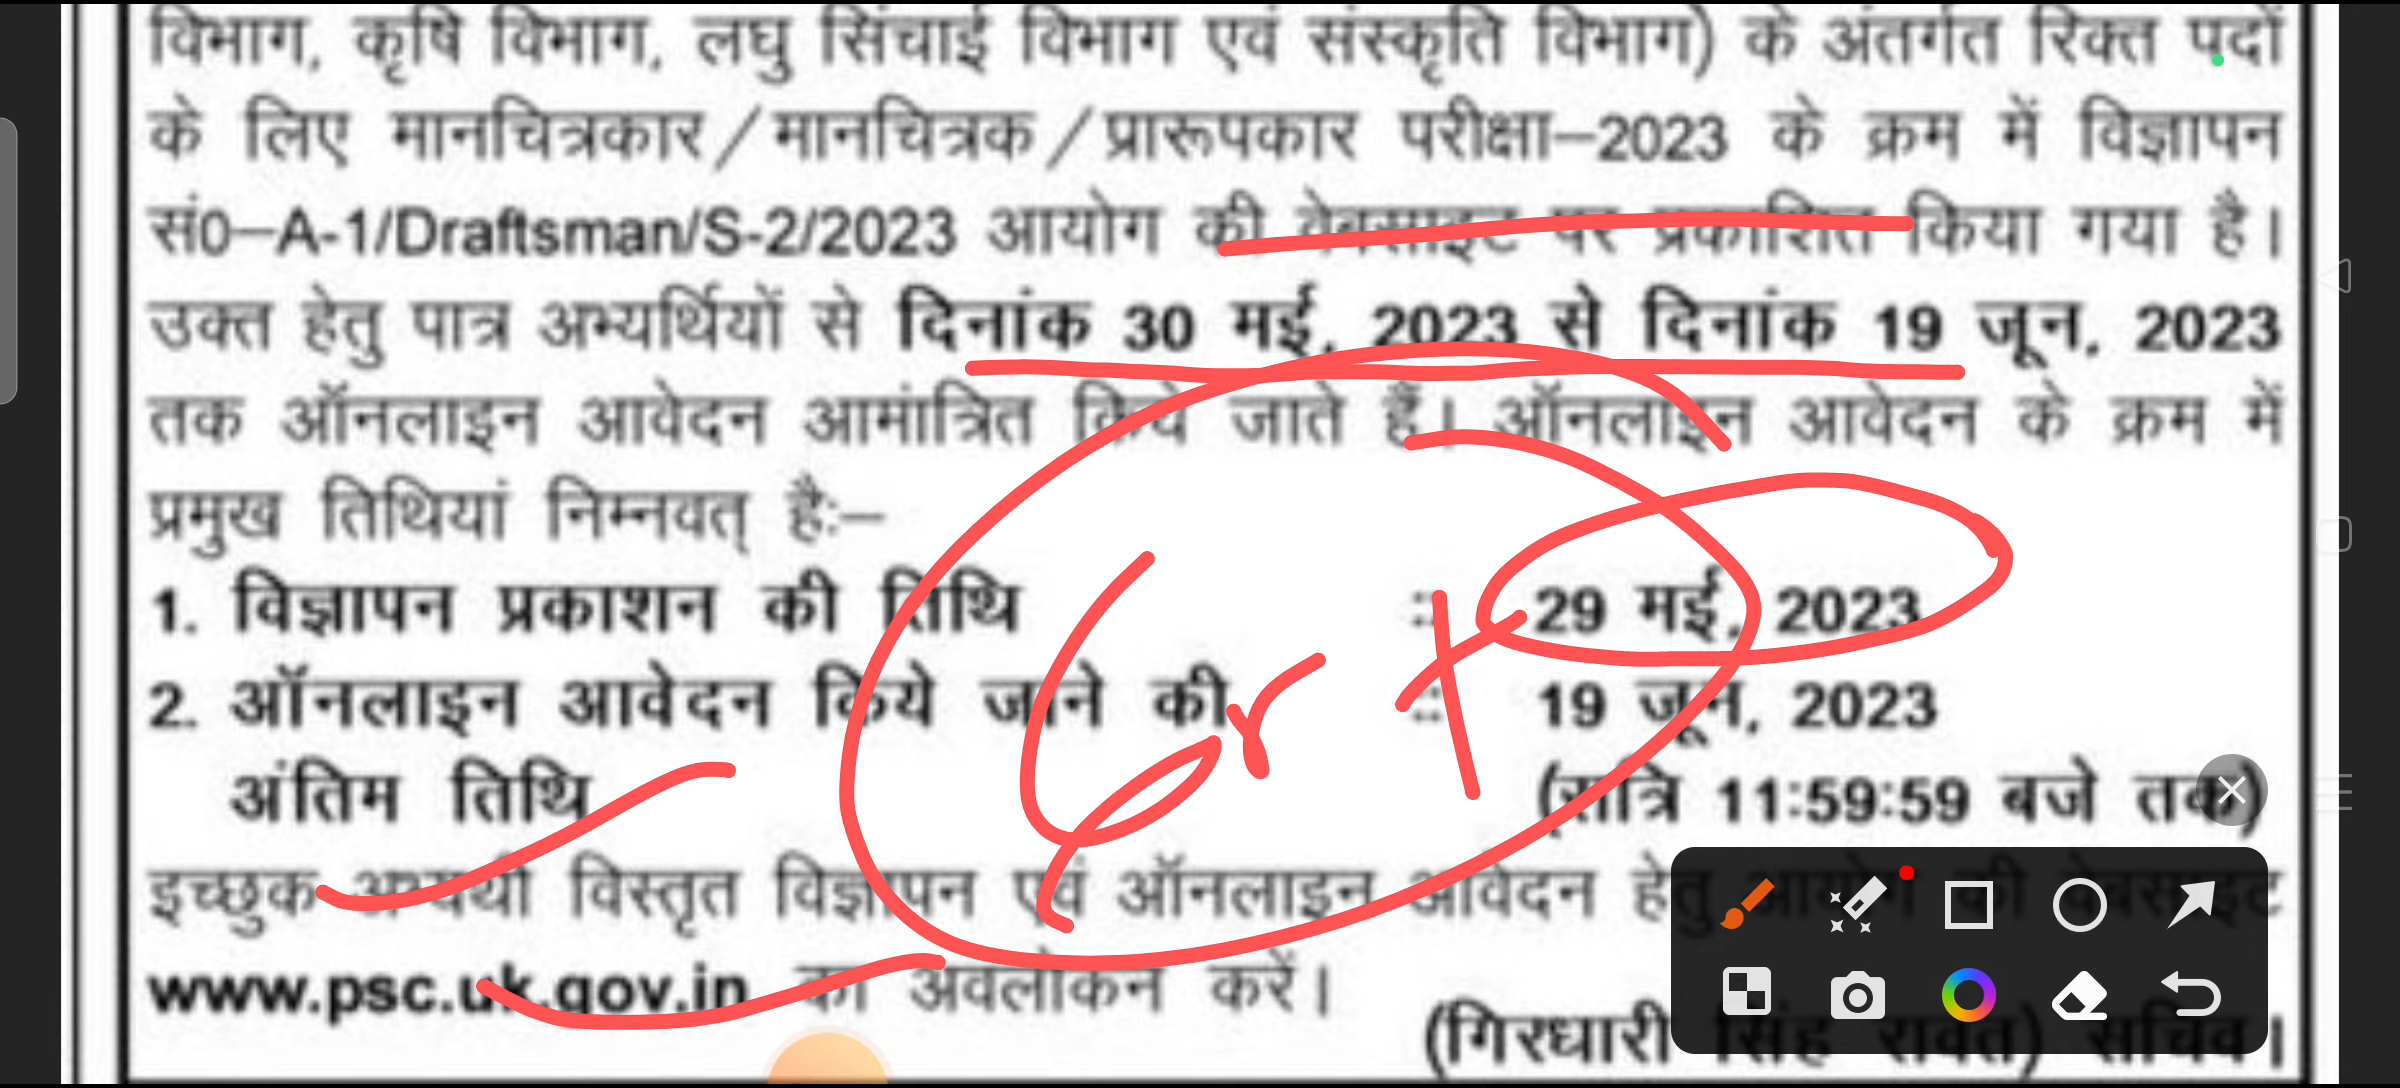 विभाग, कृषि विभाग, लघु सिंचाई विभाग एवं संस्कृति विभाग) के अंतर्गत रिक्त पदों
के लिए मानचित्रकार/मानचित्रक/प्रारूपकार परीक्षा–2023 के क्रम में विज्ञापन
सं0–A-1/Draftsman/S-2/2023 आयोग की वेबसाइट पर प्रकाशित किया गया है।
उक्त हेतु पात्र अभ्यर्थियों से दिनांक 30 मई, 2023 से दिनांक 19 जून, 2023
तक ऑनलाइन आवेदन आमांत्रित किये जाते हैं। ऑनलाइन आवेदन के क्रम में
प्रमुख तिथियां निम्नवत् हैः–
1. विज्ञापन प्रकाशन की तिथि :: 29 मई, 2023
2. ऑनलाइन आवेदन किये जाने की :: 19 जून, 2023
अंतिम तिथि (रात्रि 11:59:59 बजे तक)
इच्छुक अभ्यर्थी विस्तृत विज्ञापन एवं ऑनलाइन आवेदन हेतु आयोग की वेबसाइट
www.psc.uk.gov.in का अवलोकन करें।
(गिरधारी सिंह रावत) सचिव।